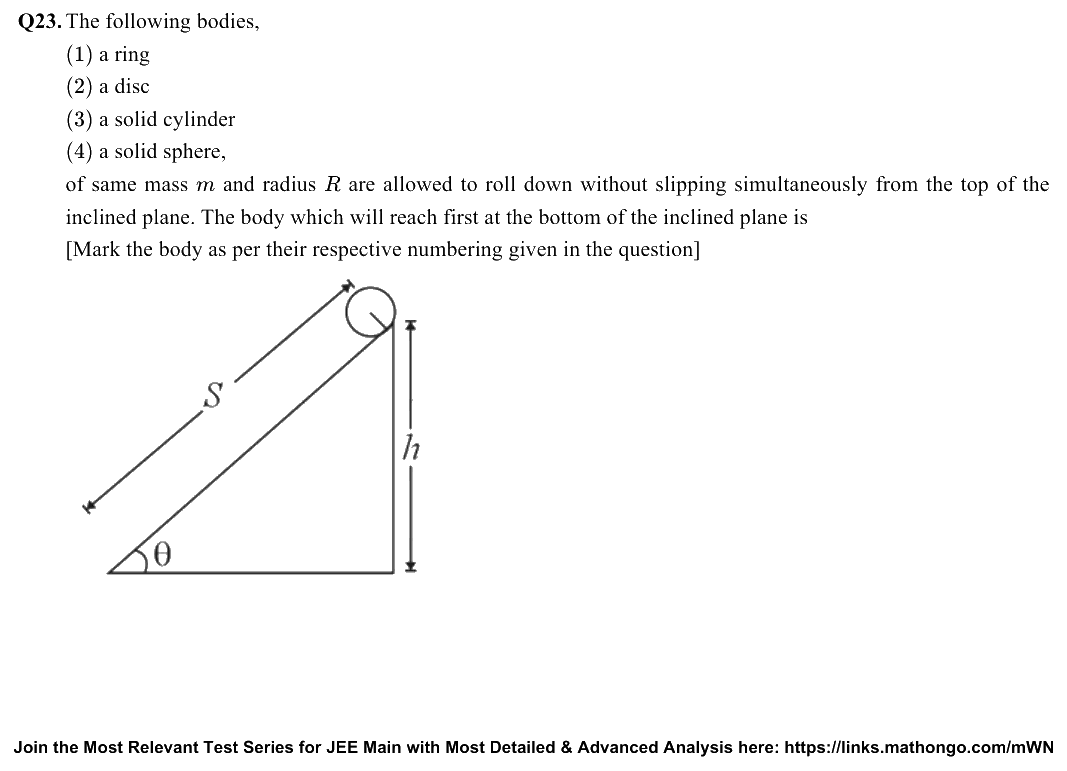 Q23. The following bodies,
(1) a ring
(2) a disc
(3) a solid cylinder
(4) a solid sphere,
of same mass m and radius R are allowed to roll down without slipping simultaneously from the top of the
inclined plane. The body which will reach first at the bottom of the inclined plane is
[Mark the body as per their respective numbering given in the question]
S
h
θ
Join the Most Relevant Test Series for JEE Main with Most Detailed & Advanced Analysis here: https://links.mathongo.com/mWN